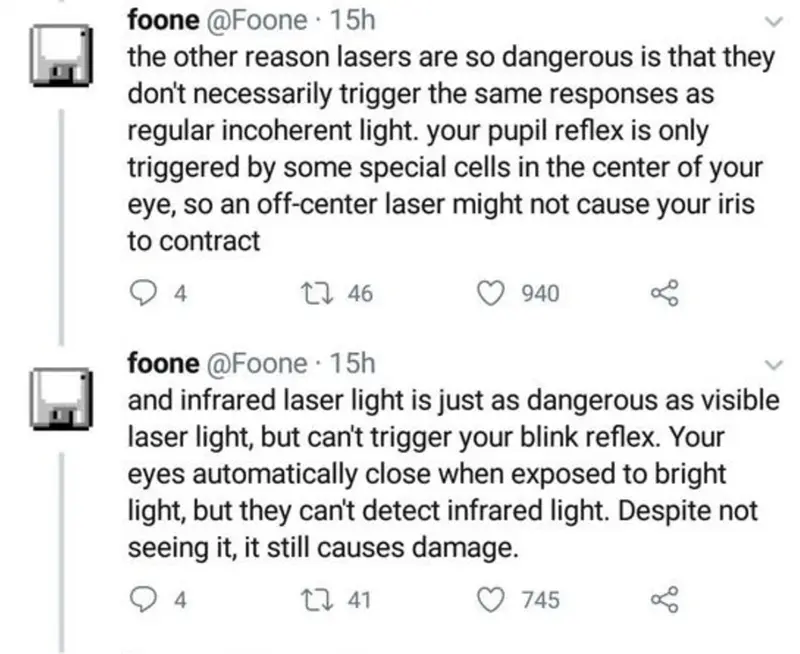 foone @Foone · 15h
the other reason lasers are so dangerous is that they
don't necessarily trigger the same responses as
regular incoherent light. your pupil reflex is only
triggered by some special cells in the center of your
eye, so an off-center laser might not cause your iris
to contract
4 46 940
foone @Foone · 15h
and infrared laser light is just as dangerous as visible
laser light, but can't trigger your blink reflex. Your
eyes automatically close when exposed to bright
light, but they can't detect infrared light. Despite not
seeing it, it still causes damage.
4 41 745